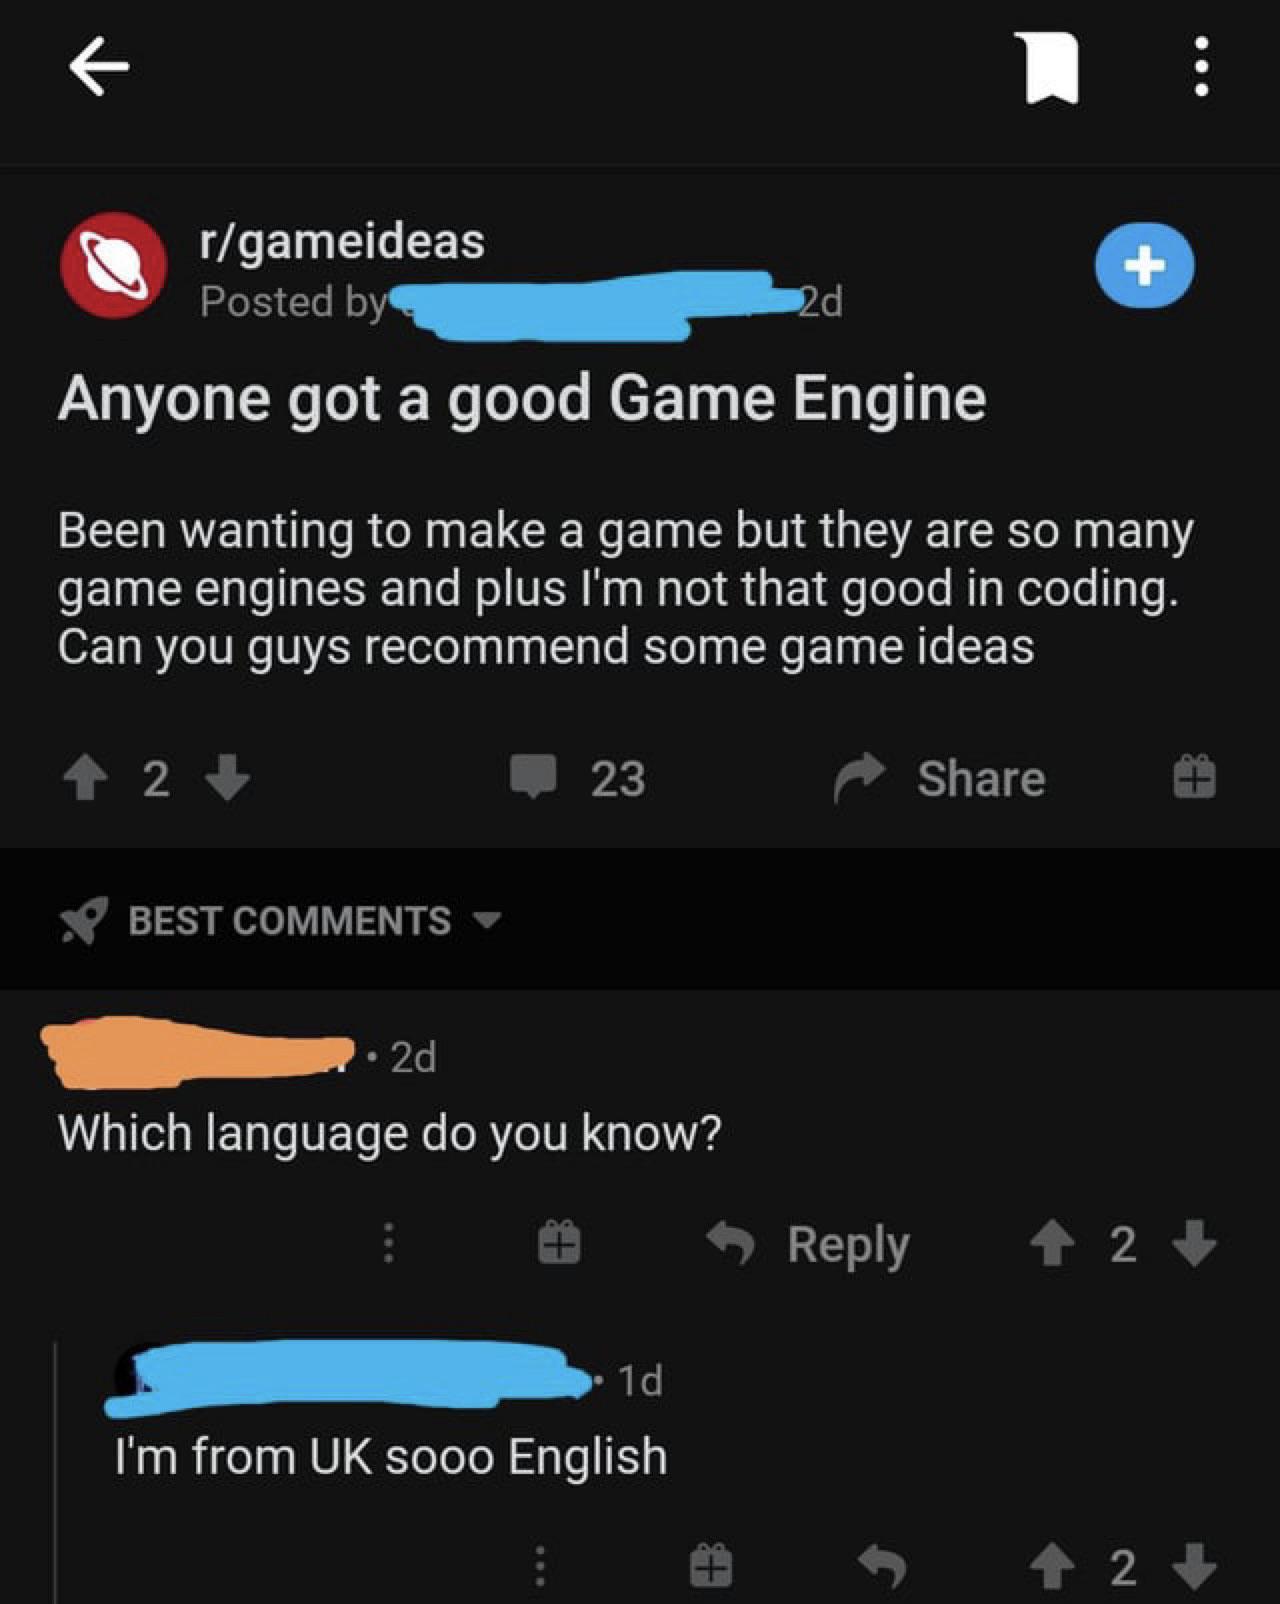 r/gameideas
Posted by 2d
Anyone got a good Game Engine
Been wanting to make a game but they are so many
game engines and plus I'm not that good in coding.
Can you guys recommend some game ideas
2 23 Share
BEST COMMENTS
• 2d
Which language do you know?
Reply 2
• 1d
I'm from UK sooo English
2